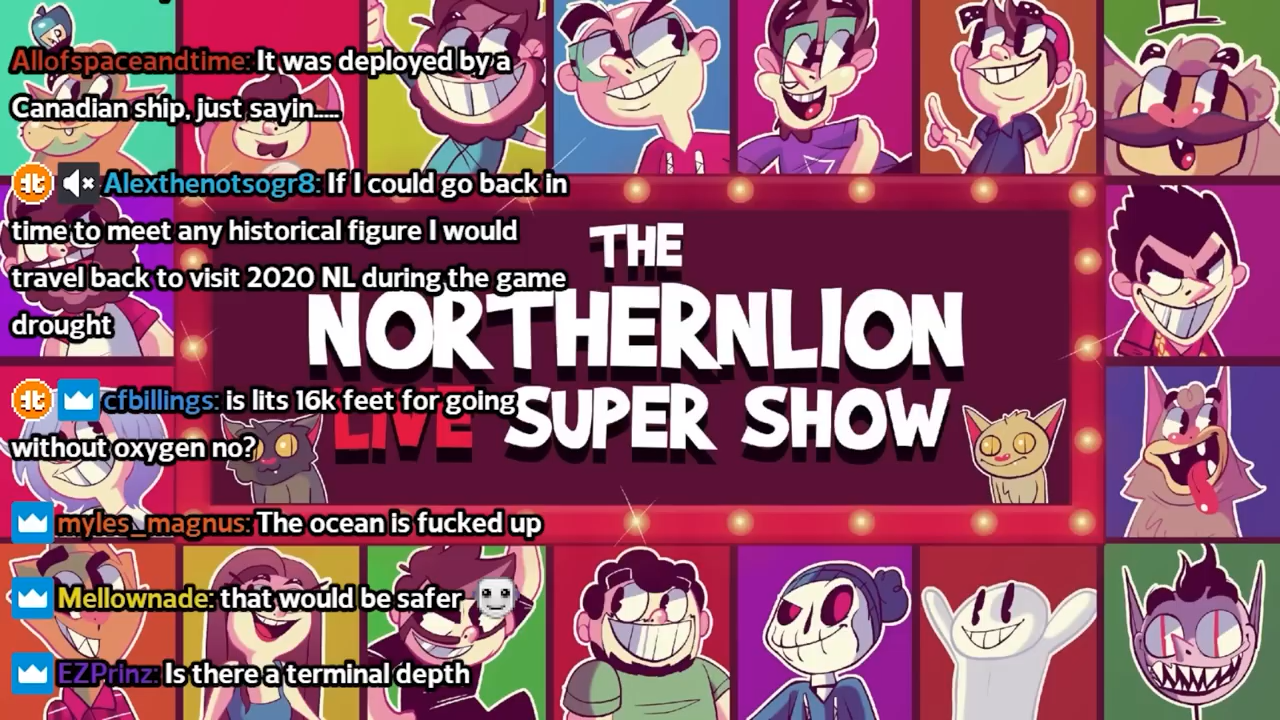 Allofspaceandtime: It was deployed by a
Canadian ship, just sayin.....
Alexthenotsogr8: If I could go back in
time to meet any historical figure I would
travel back to visit 2020 NL during the game
drought
cfbillings: is lits 16k feet for going
without oxygen no?
myles_magnus: The ocean is fucked up
Mellownade: that would be safer
EZPrinz: Is there a terminal depth
THE
NORTHERNLION
LIVE SUPER SHOW